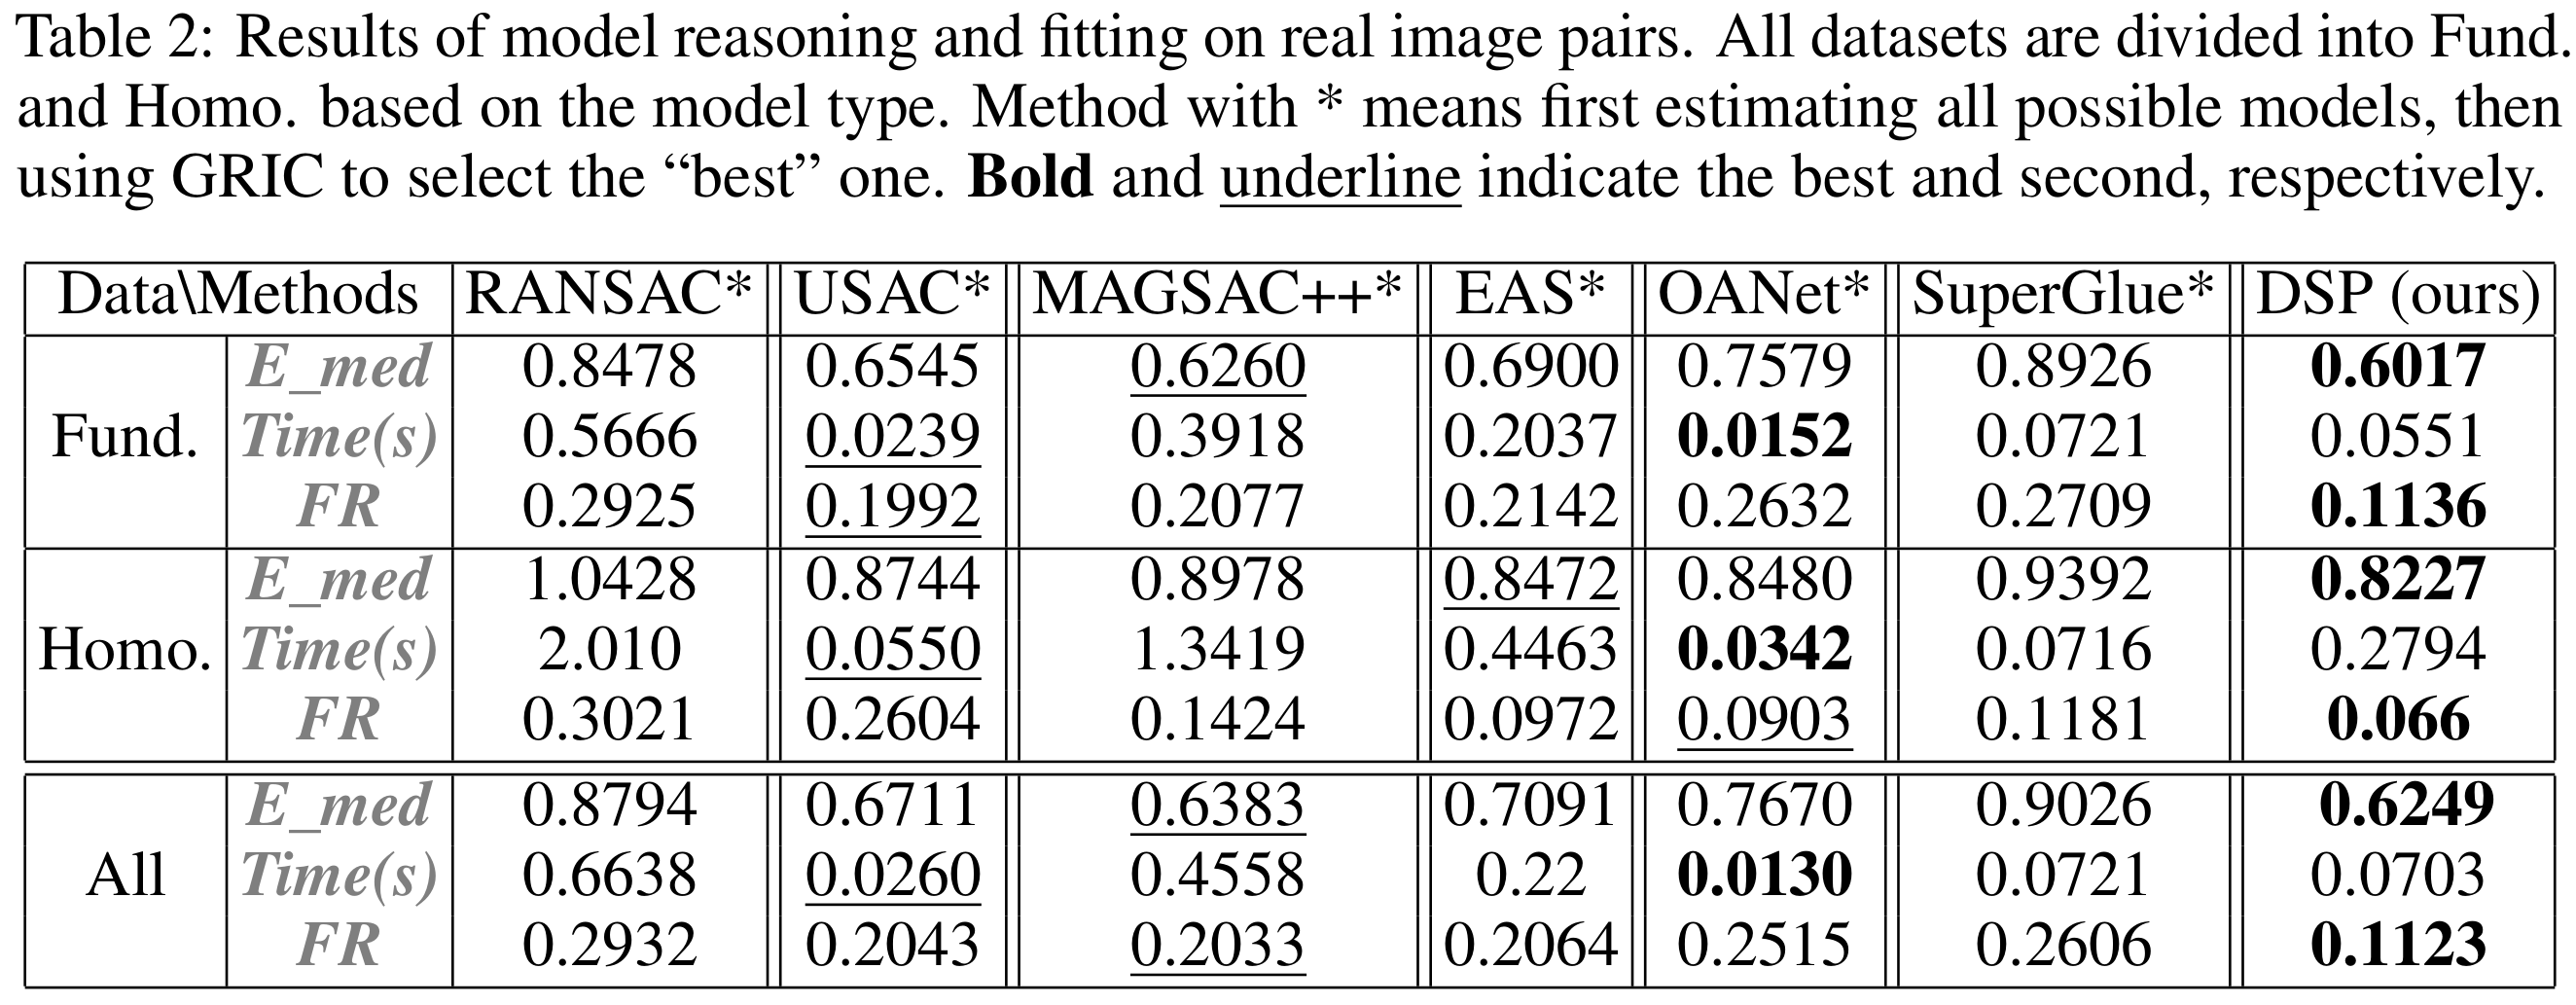 Table 2: Results of model reasoning and fitting on real image pairs. All datasets are divided into Fund.
and Homo. based on the model type. Method with * means first estimating all possible models, then
using GRIC to select the “best” one. Bold and underline indicate the best and second, respectively.
Data\Methods RANSAC* USAC* MAGSAC++* EAS* OANet* SuperGlue* DSP (ours)
E_med 0.8478 0.6545 0.6260 0.6900 0.7579 0.8926 0.6017
Fund. Time(s) 0.5666 0.0239 0.3918 0.2037 0.0152 0.0721 0.0551
FR 0.2925 0.1992 0.2077 0.2142 0.2632 0.2709 0.1136
E_med 1.0428 0.8744 0.8978 0.8472 0.8480 0.9392 0.8227
Homo. Time(s) 2.010 0.0550 1.3419 0.4463 0.0342 0.0716 0.2794
FR 0.3021 0.2604 0.1424 0.0972 0.0903 0.1181 0.066
E_med 0.8794 0.6711 0.6383 0.7091 0.7670 0.9026 0.6249
All Time(s) 0.6638 0.0260 0.4558 0.22 0.0130 0.0721 0.0703
FR 0.2932 0.2043 0.2033 0.2064 0.2515 0.2606 0.1123